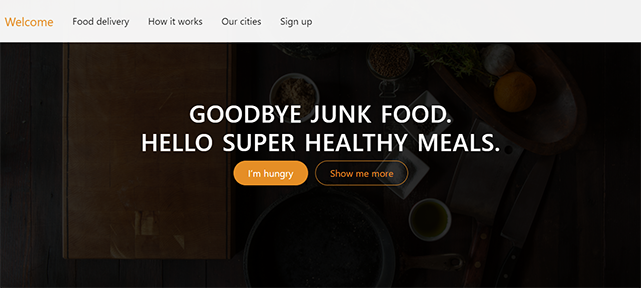 Welcome Food delivery How it works Our cities Sign up
GOODBYE JUNK FOOD.
HELLO SUPER HEALTHY MEALS.
I'm hungry Show me more